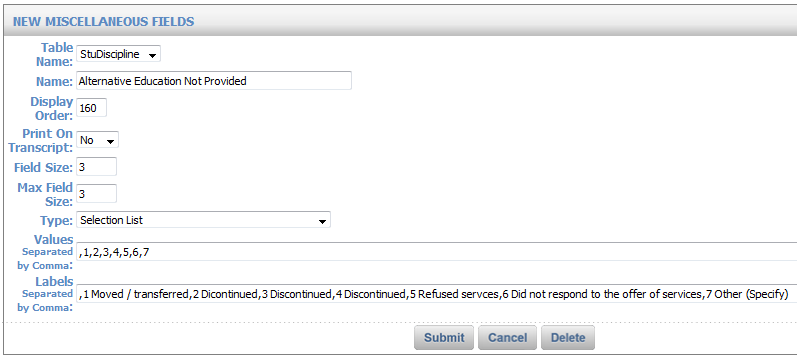 NEW MISCELLANEOUS FIELDS
Table Name: StuDiscipline
Name: Alternative Education Not Provided
Display Order: 160
Print On Transcript: No
Field Size: 3
Max Field Size: 3
Type: Selection List
Values Separated by Comma: ,1,2,3,4,5,6,7
Labels Separated by Comma: ,1 Moved / transferred,2 Dicontinued,3 Discontinued,4 Discontinued,5 Refused servces,6 Did not respond to the offer of services,7 Other (Specify)
Submit Cancel Delete